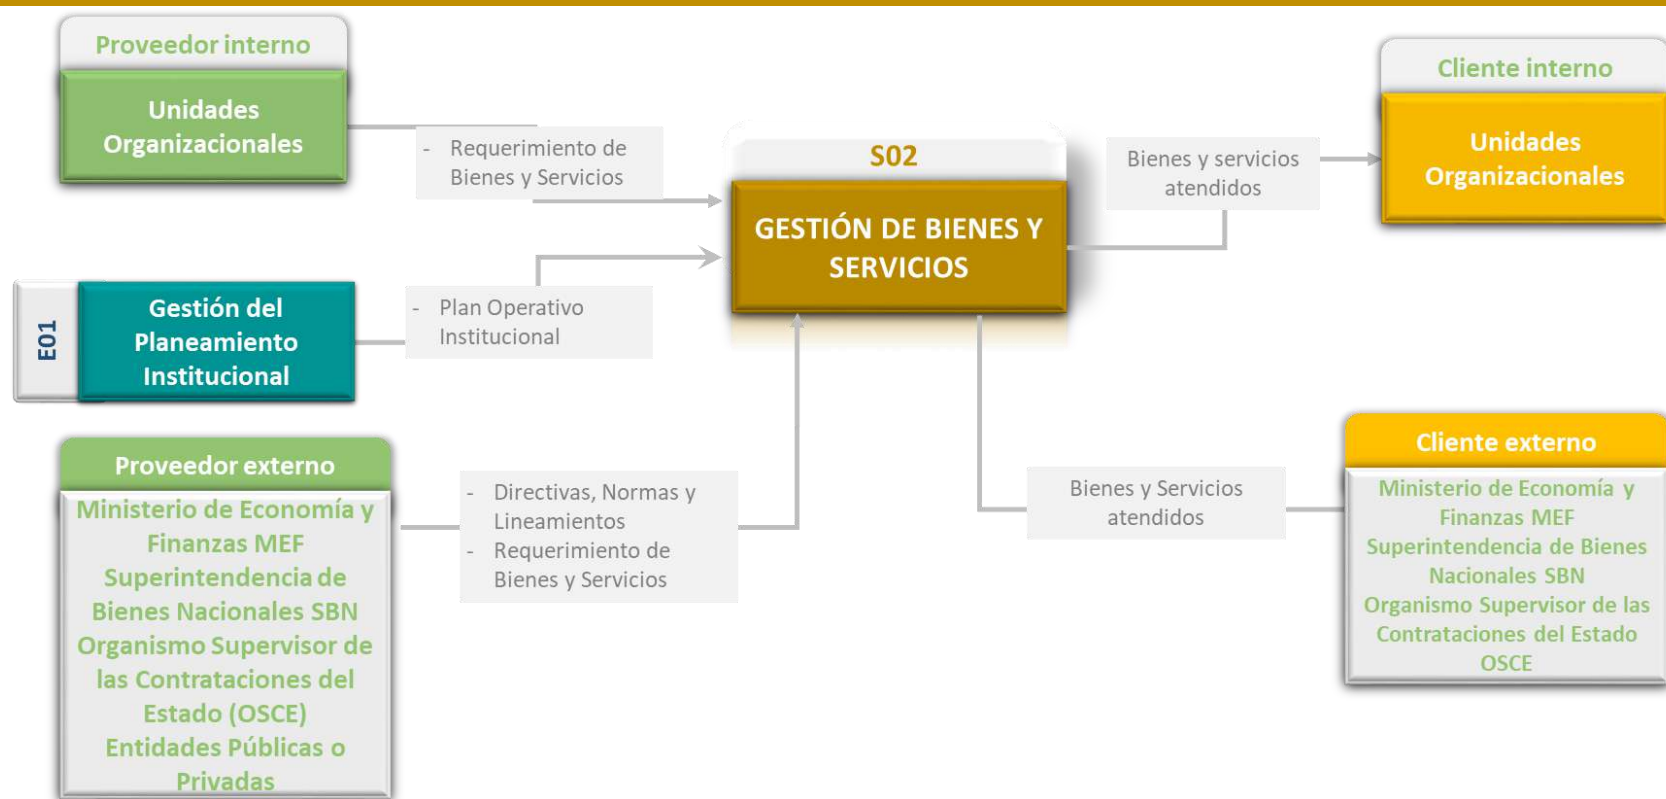 Proveedor interno
Unidades
Organizacionales
- Requerimiento de
Bienes y Servicios
E01
Gestión del
Planeamiento
Institucional
- Plan Operativo
Institucional
Proveedor externo
Ministerio de Economía y
Finanzas MEF
Superintendencia de
Bienes Nacionales SBN
Organismo Supervisor de
las Contrataciones del
Estado (OSCE)
Entidades Públicas o
Privadas
- Directivas, Normas y
Lineamientos
- Requerimiento de
Bienes y Servicios
S02
GESTIÓN DE BIENES Y
SERVICIOS
Bienes y servicios
atendidos
Cliente interno
Unidades
Organizacionales
Bienes y Servicios
atendidos
Cliente externo
Ministerio de Economía y
Finanzas MEF
Superintendencia de Bienes
Nacionales SBN
Organismo Supervisor de las
Contrataciones del Estado
OSCE